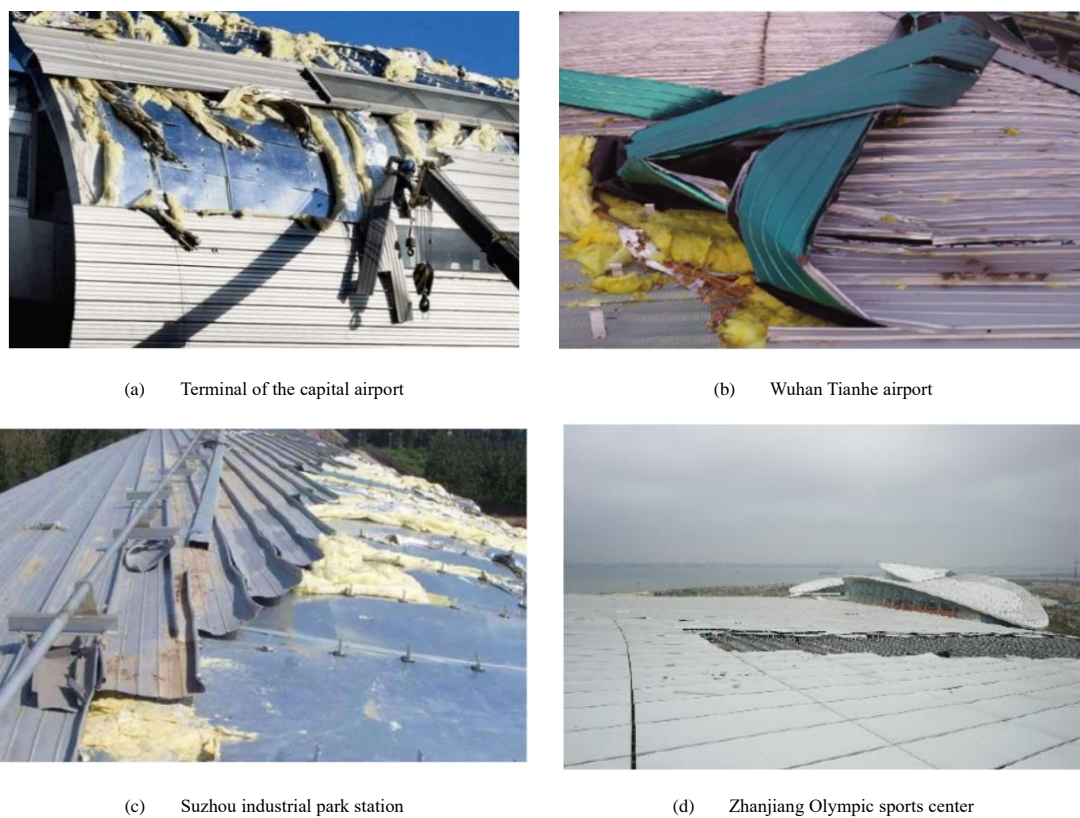 (a) Terminal of the capital airport
(b) Wuhan Tianhe airport
(c) Suzhou industrial park station
(d) Zhanjiang Olympic sports center